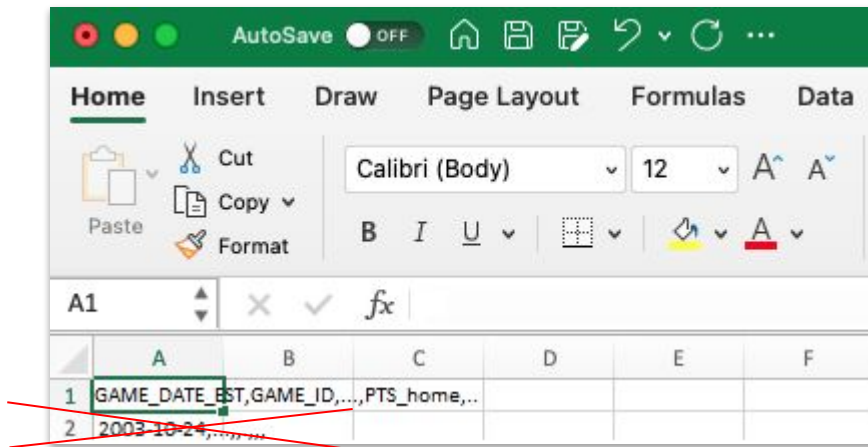 AutoSave OFF ...
Home Insert Draw Page Layout Formulas Data
Cut
Calibri (Body) 12 A A
Copy
Paste
B I U A
Format
A1 fx
A B C D E F
1 GAME_DATE_EST,GAME_ID,...,PTS_home,..
2 2003-10-24,...,,-,,,